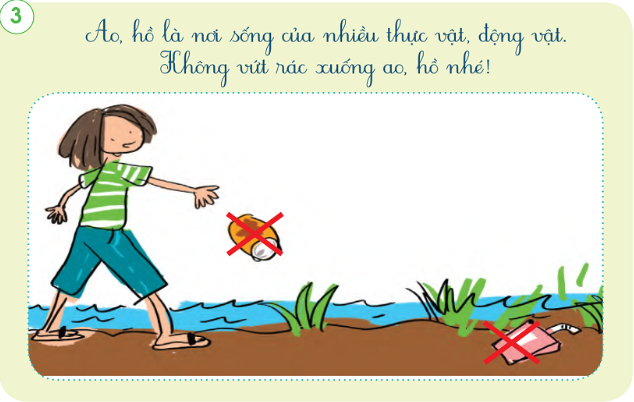 3
Ao, hồ là nơi sống của nhiều thực vật, động vật.
Không vứt rác xuống ao, hồ nhé!